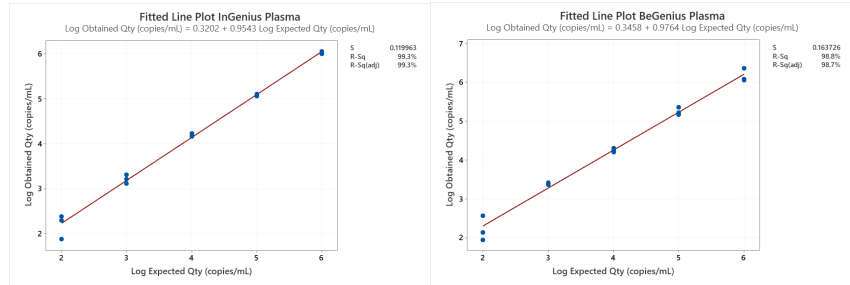 Fitted Line Plot InGenius Plasma
Log Obtained Qty (copies/mL) = 0.3202 + 0.9543 Log Expected Qty (copies/mL)
S 0.119963
R-Sq 99.3%
R-Sq(adj) 99.3%
Log Obtained Qty (copies/mL)
6
5
4
3
2
2 3 4 5 6
Log Expected Qty (copies/mL)
Fitted Line Plot BeGenius Plasma
Log Obtained Qty (copies/mL) = 0.3458 + 0.9764 Log Expected Qty (copies/mL)
S 0.163726
R-Sq 98.8%
R-Sq(adj) 98.7%
Log Obtained Qty (copies/mL)
7
6
5
4
3
2
2 3 4 5 6
Log Expected Qty (copies/mL)